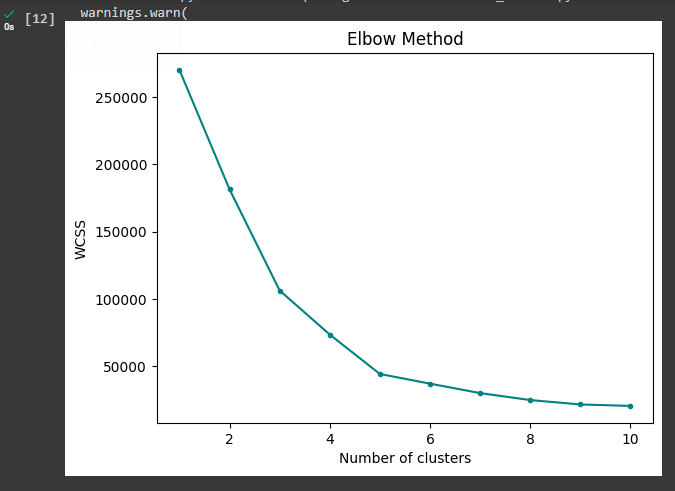 [12] warnings.warn(
0s
Elbow Method
250000
200000
150000
100000
50000
WCSS
2 4 6 8 10
Number of clusters